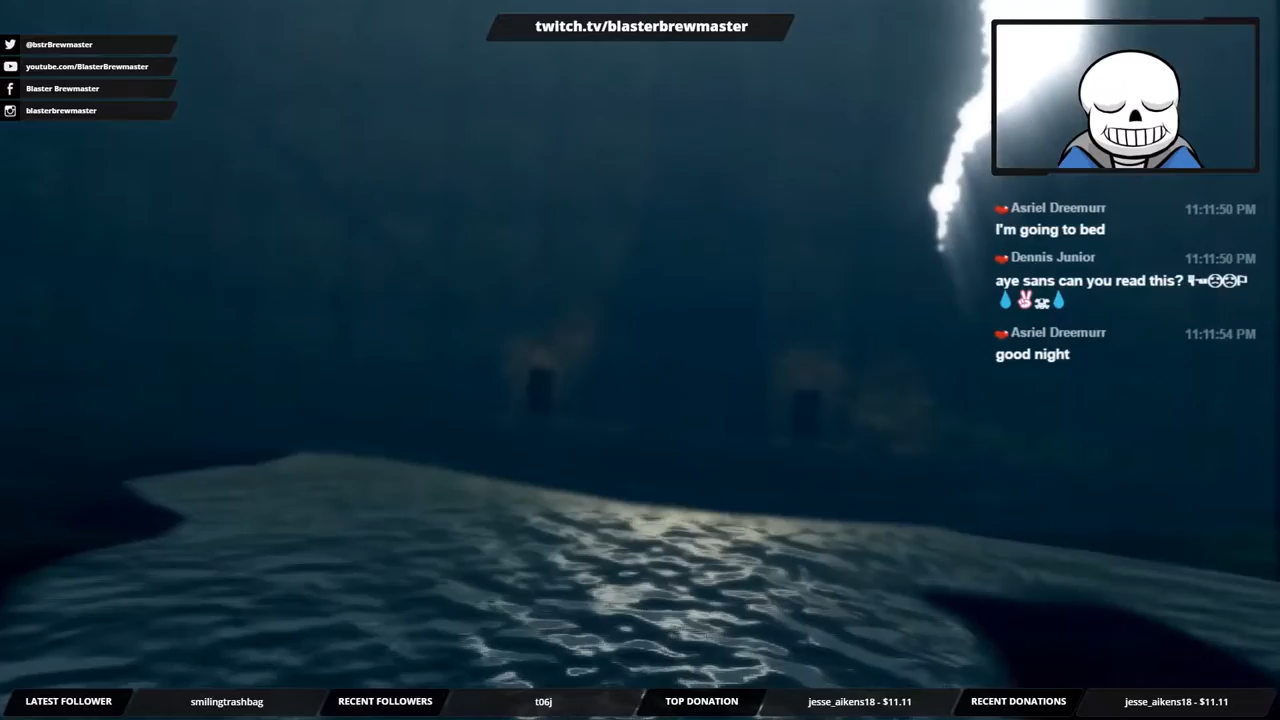 twitch.tv/blasterbrewmaster
@bstrBrewmaster
youtube.com/BlasterBrewmaster
Blaster Brewmaster
blasterbrewmaster
Asriel Dreemurr 11:11:50 PM
I'm going to bed
Dennis Junior 11:11:50 PM
aye sans can you read this? 👇︎☜︎☹︎☹︎⚐︎
💧✌☠💧
Asriel Dreemurr 11:11:54 PM
good night
LATEST FOLLOWER smilingtrashbag RECENT FOLLOWERS t06j TOP DONATION jesse_aikens18 - $11.11 RECENT DONATIONS jesse_aikens18 - $11.11